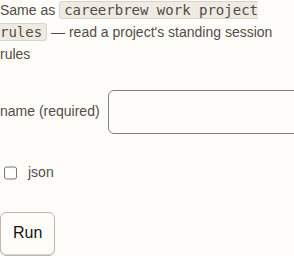 Same as careerbrew work project
rules — read a project's standing session
rules
name (required)
json
Run